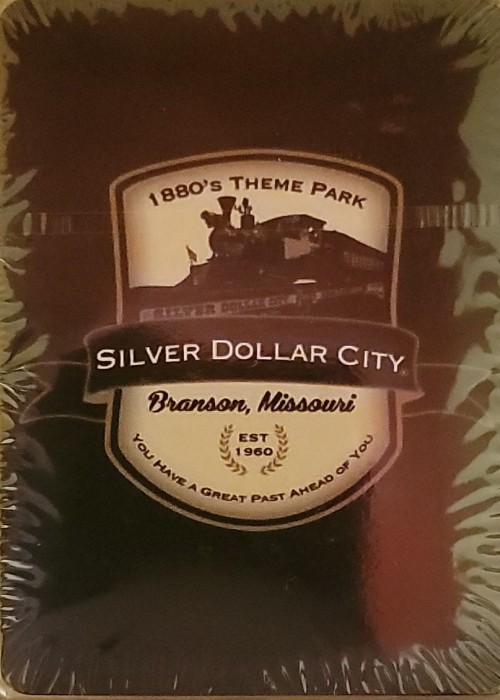 1880's THEME PARK
SILVER DOLLAR CITY
SILVER DOLLAR CITY
Branson, Missouri
EST
1960
YOU HAVE A GREAT PAST AHEAD OF YOU